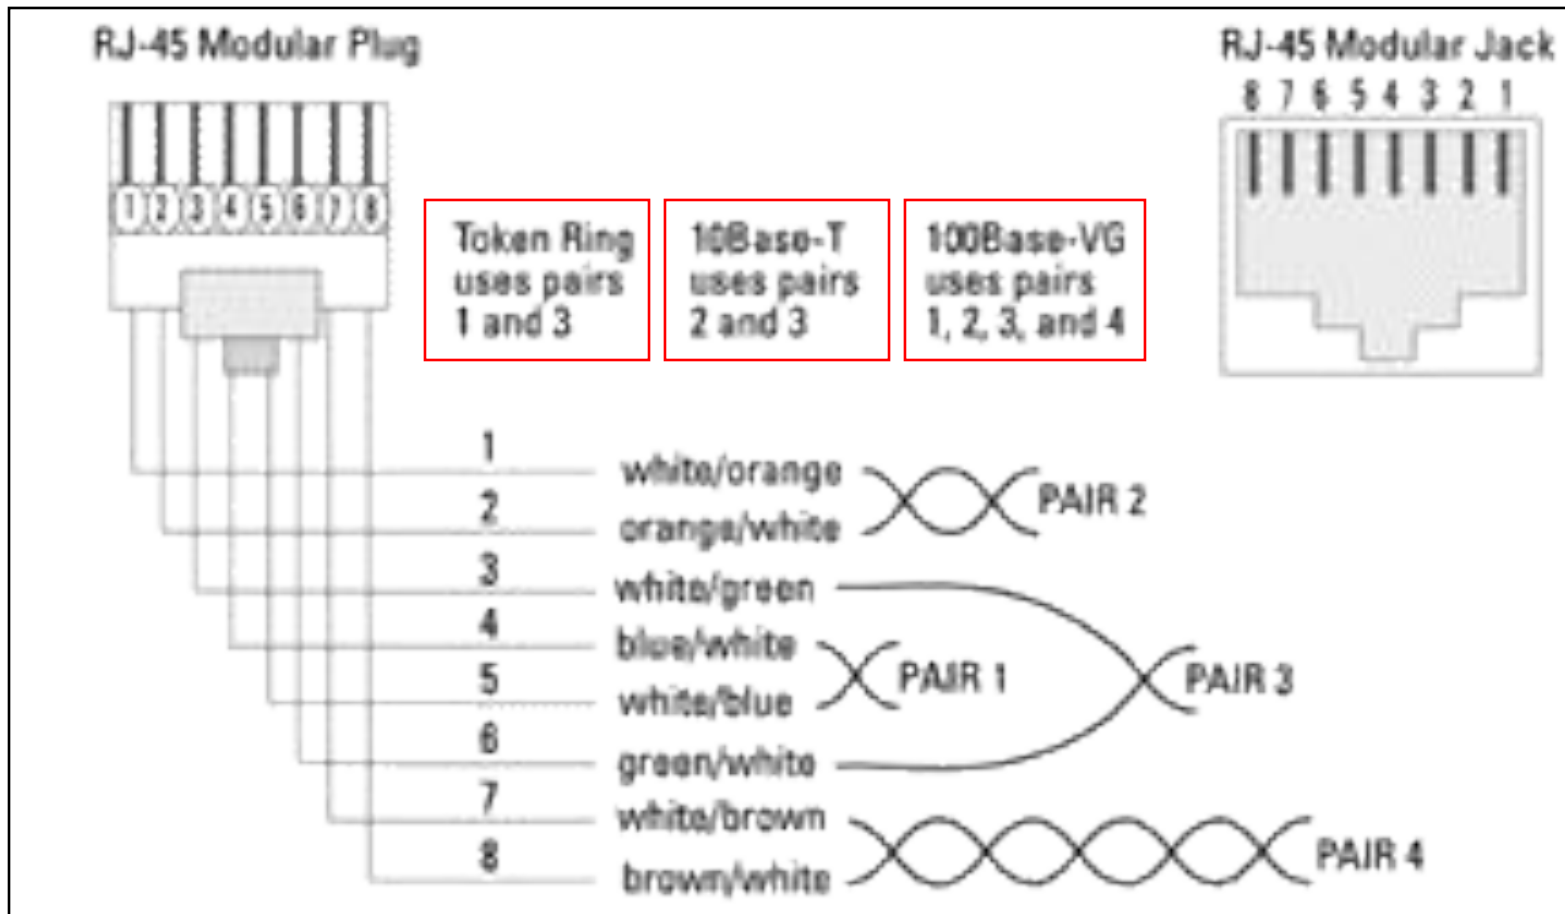 RJ-45 Modular Plug
RJ-45 Modular Jack
8 7 6 5 4 3 2 1
1 2 3 4 5 6 7 8
Token Ring
uses pairs
1 and 3
10Base-T
uses pairs
2 and 3
100Base-VG
uses pairs
1, 2, 3, and 4
1
white/orange
PAIR 2
2
orange/white
3
white/green
4
blue/white
PAIR 1
PAIR 3
5
white/blue
6
green/white
7
white/brown
PAIR 4
8
brown/white